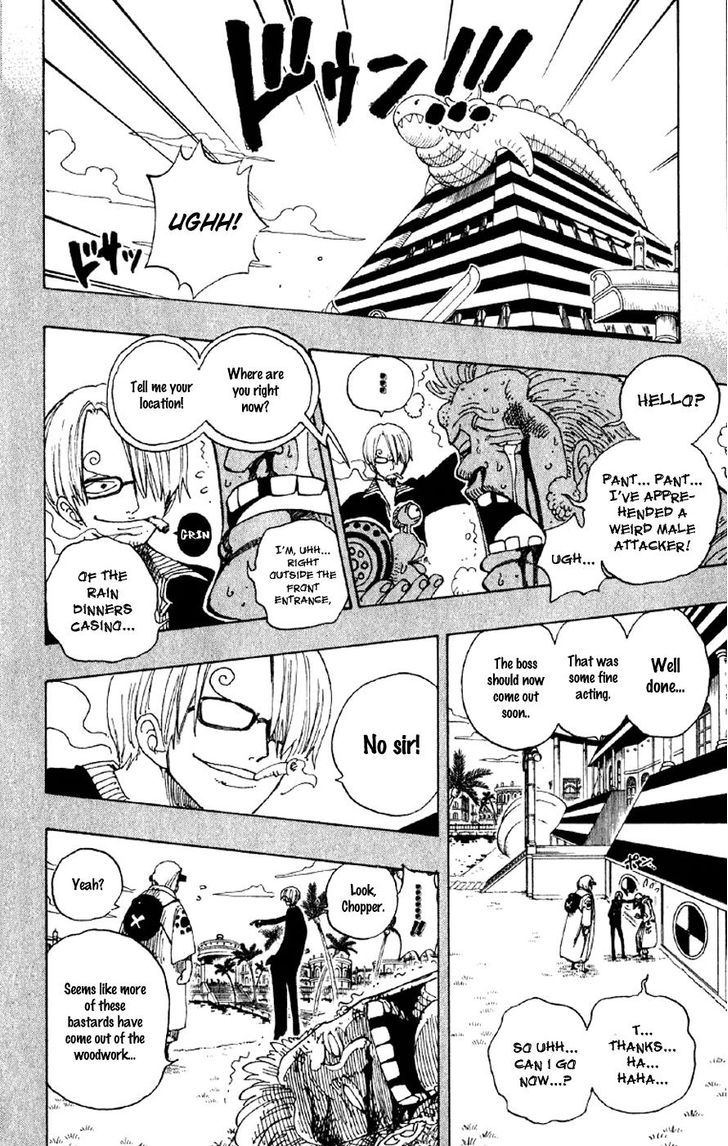 ドゥン!!!
UGHH!
ドサッ
HELLO?
PANT... PANT...
I'VE APPRE-
HENDED A
WEIRD MALE
ATTACKER!
UGH...
Where are
you right
now?
Tell me your
location!
I'M, UHH...
RIGHT
OUTSIDE THE
FRONT
ENTRANCE,
GRIN
OF THE
RAIN
DINNERS
CASINO...
Well
done...
That was
some fine
acting.
The boss
should now
come out
soon..
ポン
T...
THANKS...
HA...
HAHA...
SO UHH...
CAN I GO
NOW...?
No sir!
Look,
Chopper.
Yeah?
Seems like more
of these
bastards have
come out of the
woodwork...